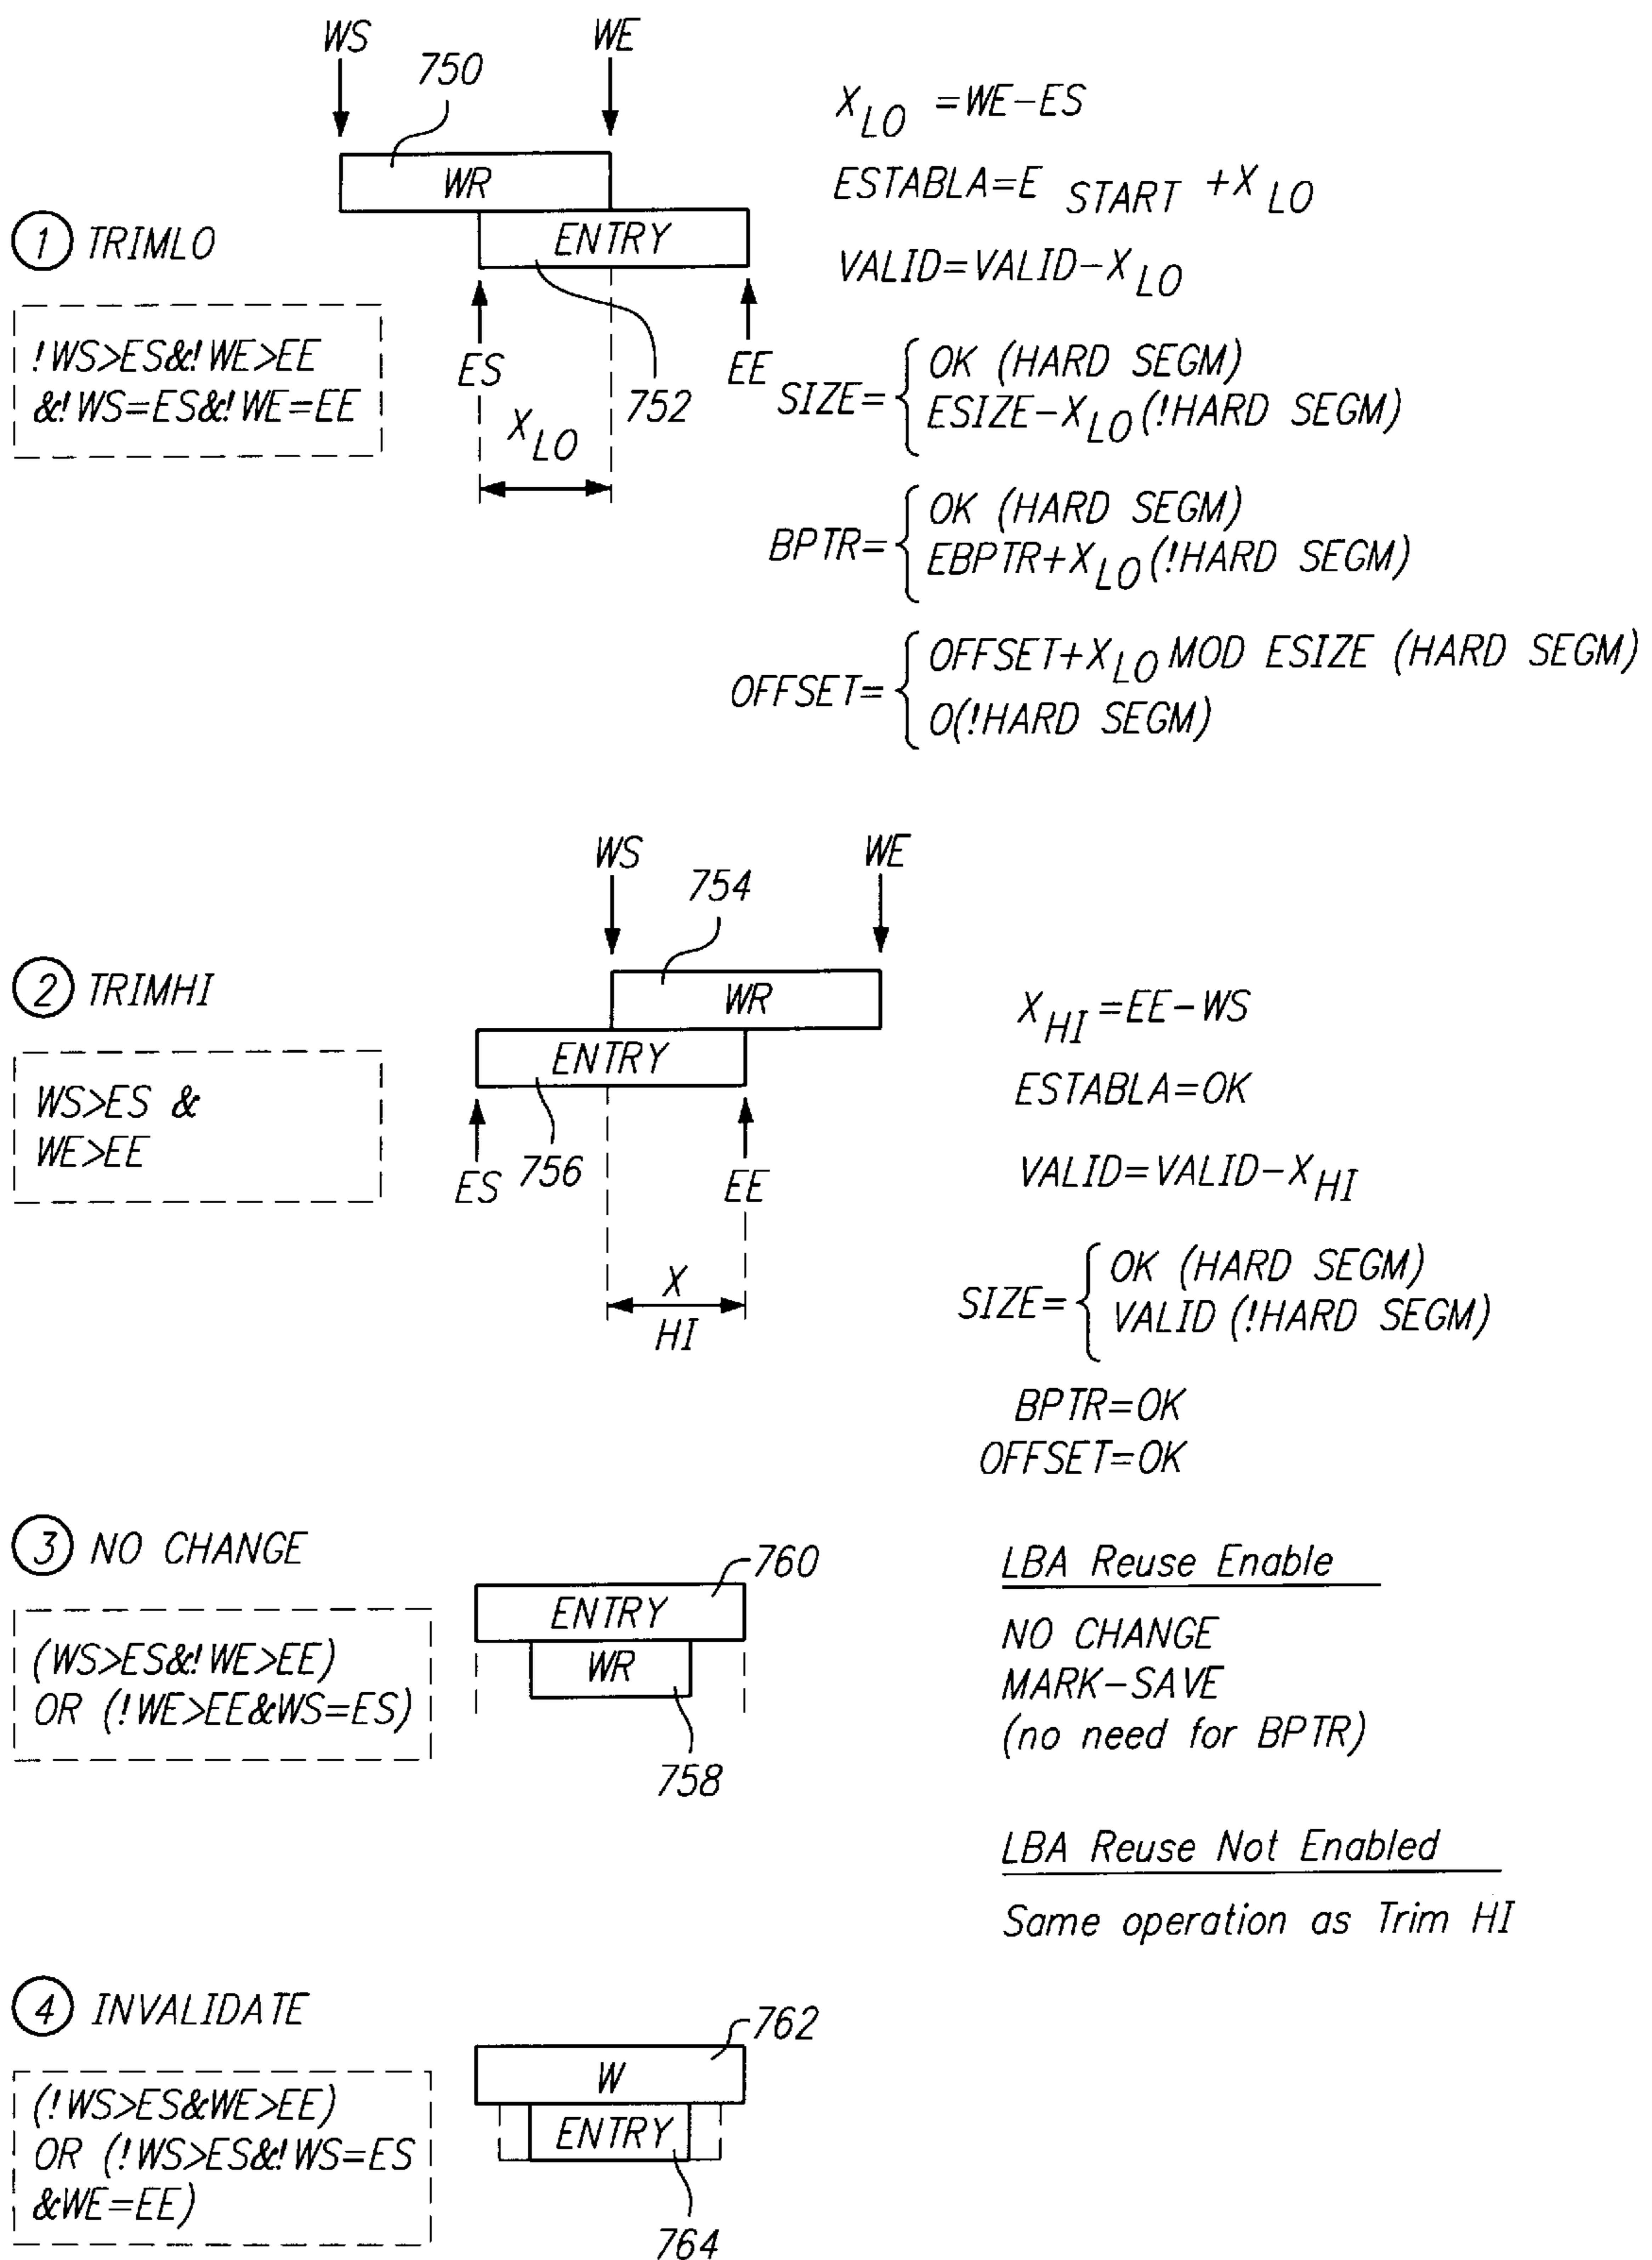 WS
WE
750
WR
ENTRY
① TRIMLO
!WS>ES&!WE>EE
&!WS=ES&!WE=EE
ES
EE
752
X LO
X LO =WE-ES
ESTABLA=E START +X LO
VALID=VALID-X LO
SIZE= { OK (HARD SEGM)
ESIZE-X LO (!HARD SEGM)
BPTR= { OK (HARD SEGM)
EBPTR+X LO (!HARD SEGM)
OFFSET= { OFFSET+X LO MOD ESIZE (HARD SEGM)
O(!HARD SEGM)
WS
WE
754
② TRIMHI
WR
ENTRY
WS>ES &
WE>EE
ES
756
EE
X
HI
X HI =EE-WS
ESTABLA=OK
VALID=VALID-X HI
SIZE= { OK (HARD SEGM)
VALID (!HARD SEGM)
BPTR=OK
OFFSET=OK
③ NO CHANGE
(WS>ES&!WE>EE)
OR (!WE>EE&WS=ES)
760
ENTRY
WR
758
LBA Reuse Enable
NO CHANGE
MARK-SAVE
(no need for BPTR)
LBA Reuse Not Enabled
Same operation as Trim HI
④ INVALIDATE
(!WS>ES&WE>EE)
OR (!WS>ES&!WS=ES
&WE=EE)
762
W
ENTRY
764